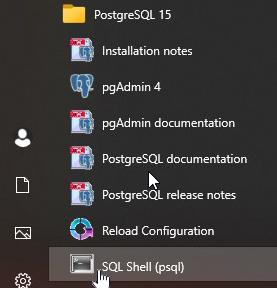 PostgreSQL 15
Installation notes
pgAdmin 4
pgAdmin documentation
PostgreSQL documentation
PostgreSQL release notes
Reload Configuration
SQL Shell (psql)